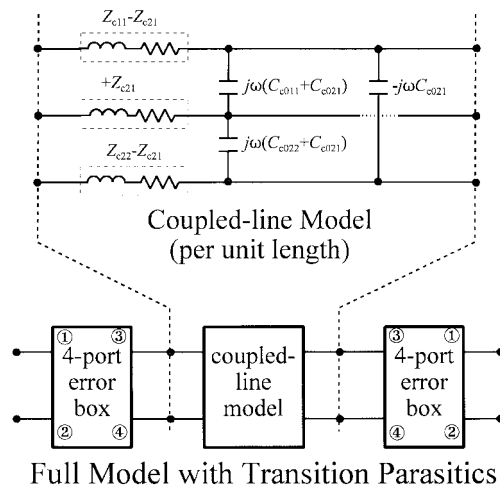 Zc11-Zc21
+Zc21
jω(Cc011+Cc021)
-jωCc021
Zc22-Zc21
jω(Cc022+Cc021)
Coupled-line Model
(per unit length)
① ③
4-port
error
box
② ④
coupled-
line
model
③ ①
4-port
error
box
④ ②
Full Model with Transition Parasitics